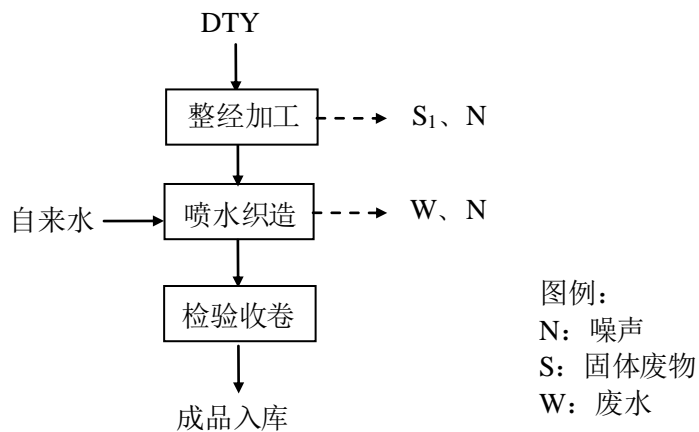 DTY
整经加工
S₁、N
自来水
喷水织造
W、N
检验收卷
成品入库
图例：
N：噪声
S：固体废物
W：废水